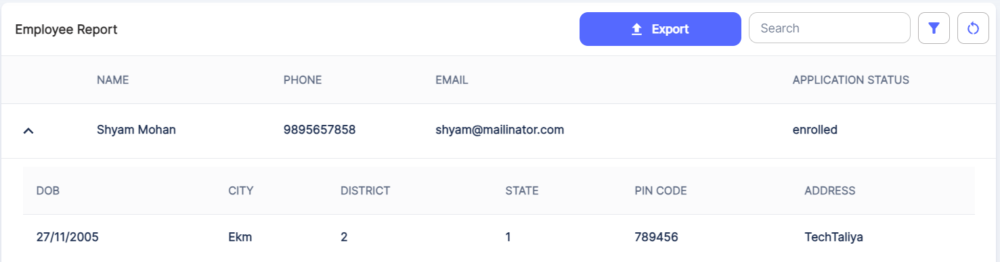 Employee Report Export Search
NAME PHONE EMAIL APPLICATION STATUS
Shyam Mohan 9895657858 shyam@mailinator.com enrolled
DOB CITY DISTRICT STATE PIN CODE ADDRESS
27/11/2005 Ekm 2 1 789456 TechTaliya